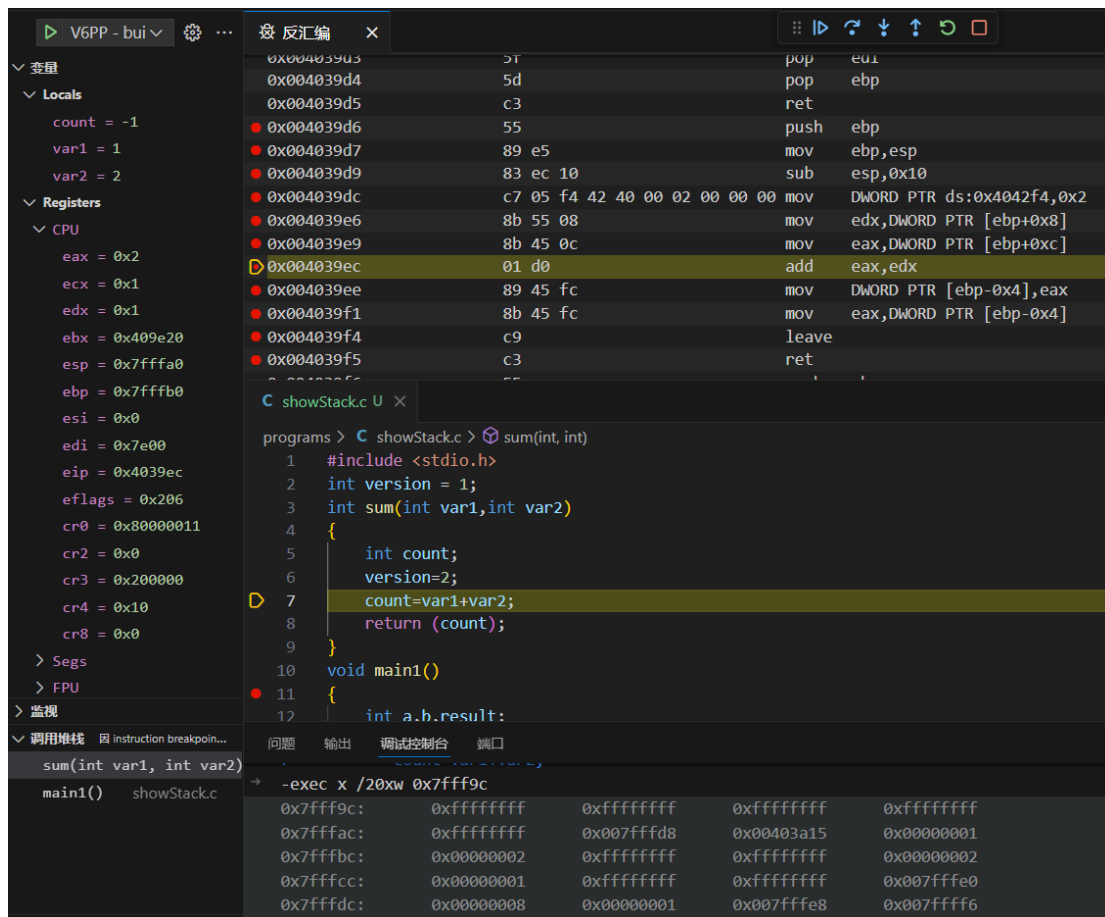 V6PP - bui
反汇编
变量
Locals
count = -1
var1 = 1
var2 = 2
Registers
CPU
eax = 0x2
ecx = 0x1
edx = 0x1
ebx = 0x409e20
esp = 0x7fffa0
ebp = 0x7fffb0
esi = 0x0
edi = 0x7e00
eip = 0x4039ec
eflags = 0x206
cr0 = 0x80000011
cr2 = 0x0
cr3 = 0x200000
cr4 = 0x10
cr8 = 0x0
Segs
FPU
监视
调用堆栈 因 instruction breakpoin...
sum(int var1, int var2)
main1() showStack.c
0x004039d3 5f pop edi
0x004039d4 5d pop ebp
0x004039d5 c3 ret
0x004039d6 55 push ebp
0x004039d7 89 e5 mov ebp,esp
0x004039d9 83 ec 10 sub esp,0x10
0x004039dc c7 05 f4 42 40 00 02 00 00 00 mov DWORD PTR ds:0x4042f4,0x2
0x004039e6 8b 55 08 mov edx,DWORD PTR [ebp+0x8]
0x004039e9 8b 45 0c mov eax,DWORD PTR [ebp+0xc]
0x004039ec 01 d0 add eax,edx
0x004039ee 89 45 fc mov DWORD PTR [ebp-0x4],eax
0x004039f1 8b 45 fc mov eax,DWORD PTR [ebp-0x4]
0x004039f4 c9 leave
0x004039f5 c3 ret
C showStack.c U
programs > C showStack.c > sum(int, int)
1 #include <stdio.h>
2 int version = 1;
3 int sum(int var1,int var2)
4 {
5 int count;
6 version=2;
7 count=var1+var2;
8 return (count);
9 }
10 void main1()
11 {
12 int a,b,result;
问题 输出 调试控制台 端口
-exec x /20xw 0x7fff9c
0x7fff9c: 0xffffffff 0xffffffff 0xffffffff 0xffffffff
0x7fffac: 0xffffffff 0x007fffd8 0x00403a15 0x00000001
0x7fffbc: 0x00000002 0xffffffff 0xffffffff 0x00000002
0x7fffcc: 0x00000001 0xffffffff 0xffffffff 0x007fffe0
0x7fffdc: 0x00000008 0x00000001 0x007fffe8 0x007ffff6